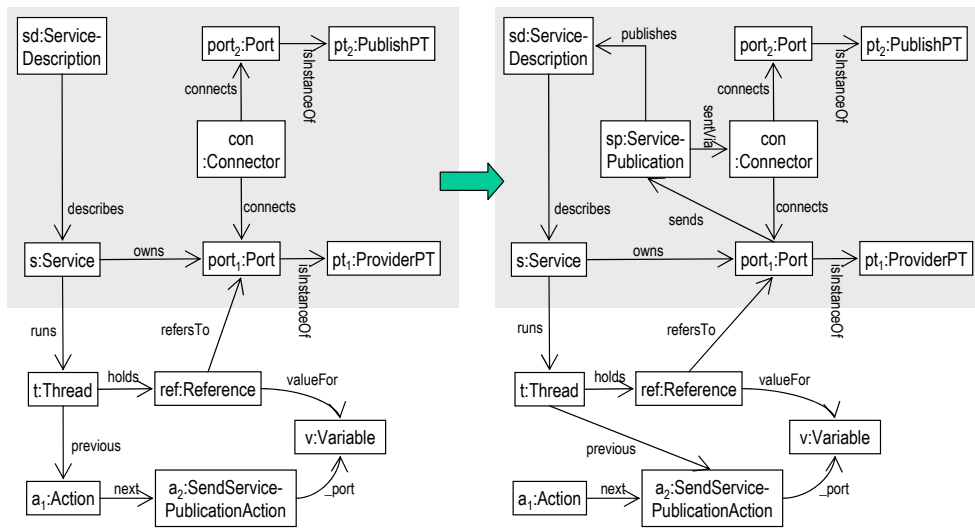 sd:Service-
Description
port₂:Port
isInstanceOf
pt₂:PublishPT
connects
con
:Connector
describes
connects
s:Service
owns
port₁:Port
isInstanceOf
pt₁:ProviderPT
runs
refersTo
t:Thread
holds
ref:Reference
valueFor
v:Variable
previous
a₁:Action
next
a₂:SendService-
PublicationAction
_port
sd:Service-
Description
publishes
port₂:Port
isInstanceOf
pt₂:PublishPT
connects
sp:Service-
Publication
sentVia
con
:Connector
describes
sends
connects
s:Service
owns
port₁:Port
isInstanceOf
pt₁:ProviderPT
runs
refersTo
t:Thread
holds
ref:Reference
valueFor
v:Variable
previous
a₁:Action
next
a₂:SendService-
PublicationAction
_port